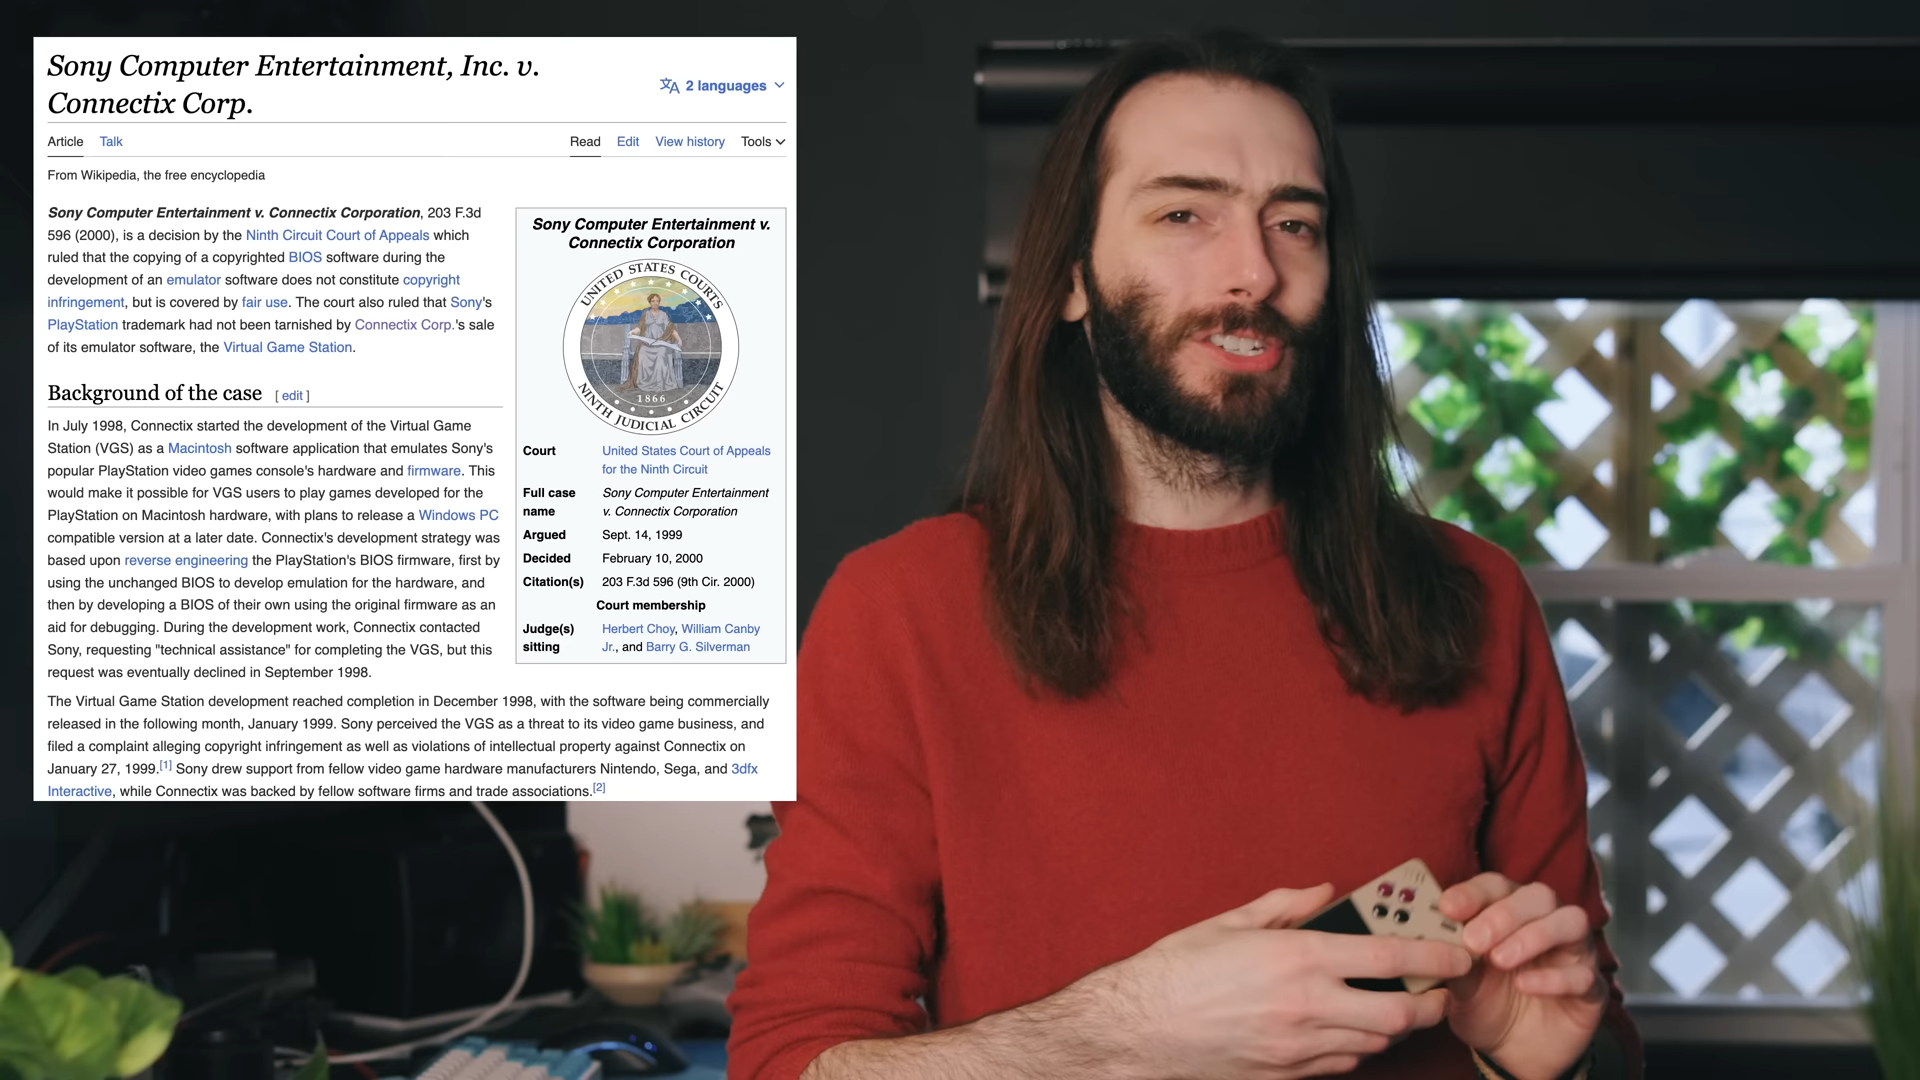 Sony Computer Entertainment, Inc. v.
Connectix Corp.
2 languages
Article Talk Read Edit View history Tools
From Wikipedia, the free encyclopedia
Sony Computer Entertainment v. Connectix Corporation, 203 F.3d
596 (2000), is a decision by the Ninth Circuit Court of Appeals which
ruled that the copying of a copyrighted BIOS software during the
development of an emulator software does not constitute copyright
infringement, but is covered by fair use. The court also ruled that Sony's
PlayStation trademark had not been tarnished by Connectix Corp.'s sale
of its emulator software, the Virtual Game Station.
Background of the case [ edit ]
In July 1998, Connectix started the development of the Virtual Game
Station (VGS) as a Macintosh software application that emulates Sony's
popular PlayStation video games console's hardware and firmware. This
would make it possible for VGS users to play games developed for the
PlayStation on Macintosh hardware, with plans to release a Windows PC
compatible version at a later date. Connectix's development strategy was
based upon reverse engineering the PlayStation's BIOS firmware, first by
using the unchanged BIOS to develop emulation for the hardware, and
then by developing a BIOS of their own using the original firmware as an
aid for debugging. During the development work, Connectix contacted
Sony, requesting "technical assistance" for completing the VGS, but this
request was eventually declined in September 1998.
Sony Computer Entertainment v.
Connectix Corporation
UNITED STATES COURTS
1866
NINTH JUDICIAL CIRCUIT
Court United States Court of Appeals
for the Ninth Circuit
Full case Sony Computer Entertainment
name v. Connectix Corporation
Argued Sept. 14, 1999
Decided February 10, 2000
Citation(s) 203 F.3d 596 (9th Cir. 2000)
Court membership
Judge(s) Herbert Choy, William Canby
sitting Jr., and Barry G. Silverman
The Virtual Game Station development reached completion in December 1998, with the software being commercially
released in the following month, January 1999. Sony perceived the VGS as a threat to its video game business, and
filed a complaint alleging copyright infringement as well as violations of intellectual property against Connectix on
January 27, 1999.[1] Sony drew support from fellow video game hardware manufacturers Nintendo, Sega, and 3dfx
Interactive, while Connectix was backed by fellow software firms and trade associations.[2]